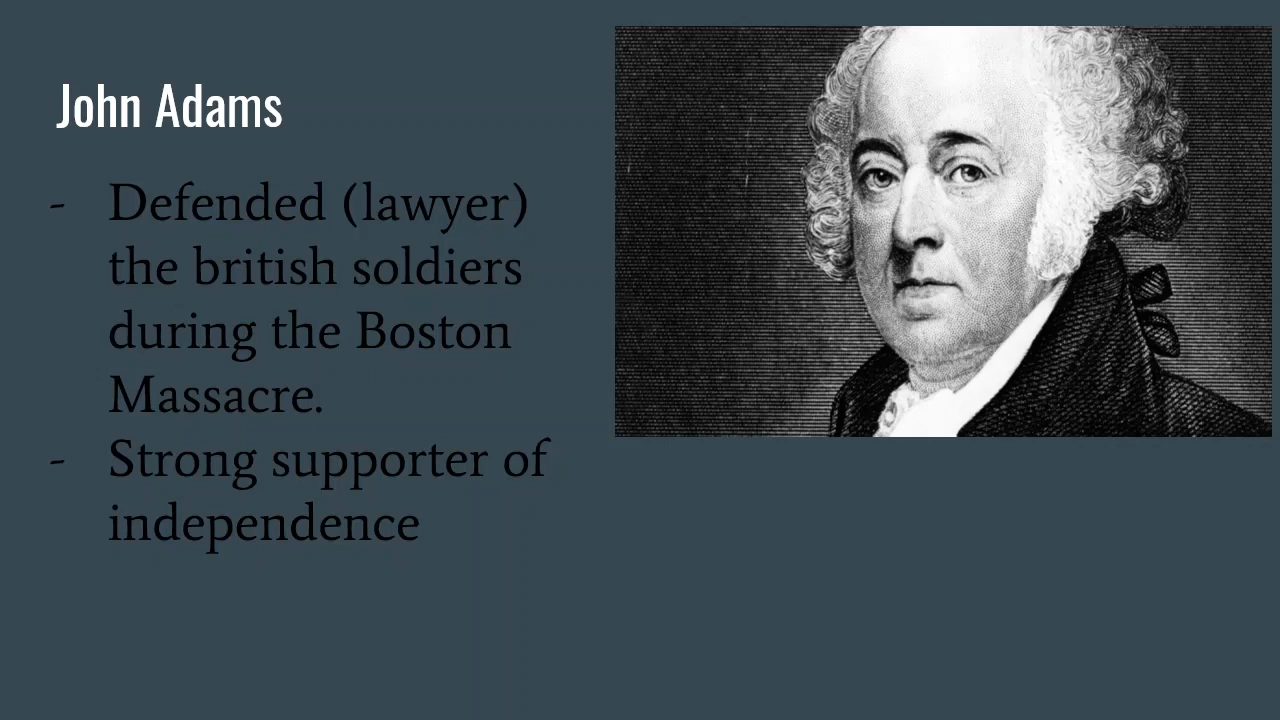 John Adams
- Defended (lawyer)
the british soldiers
during the Boston
Massacre.
- Strong supporter of
independence